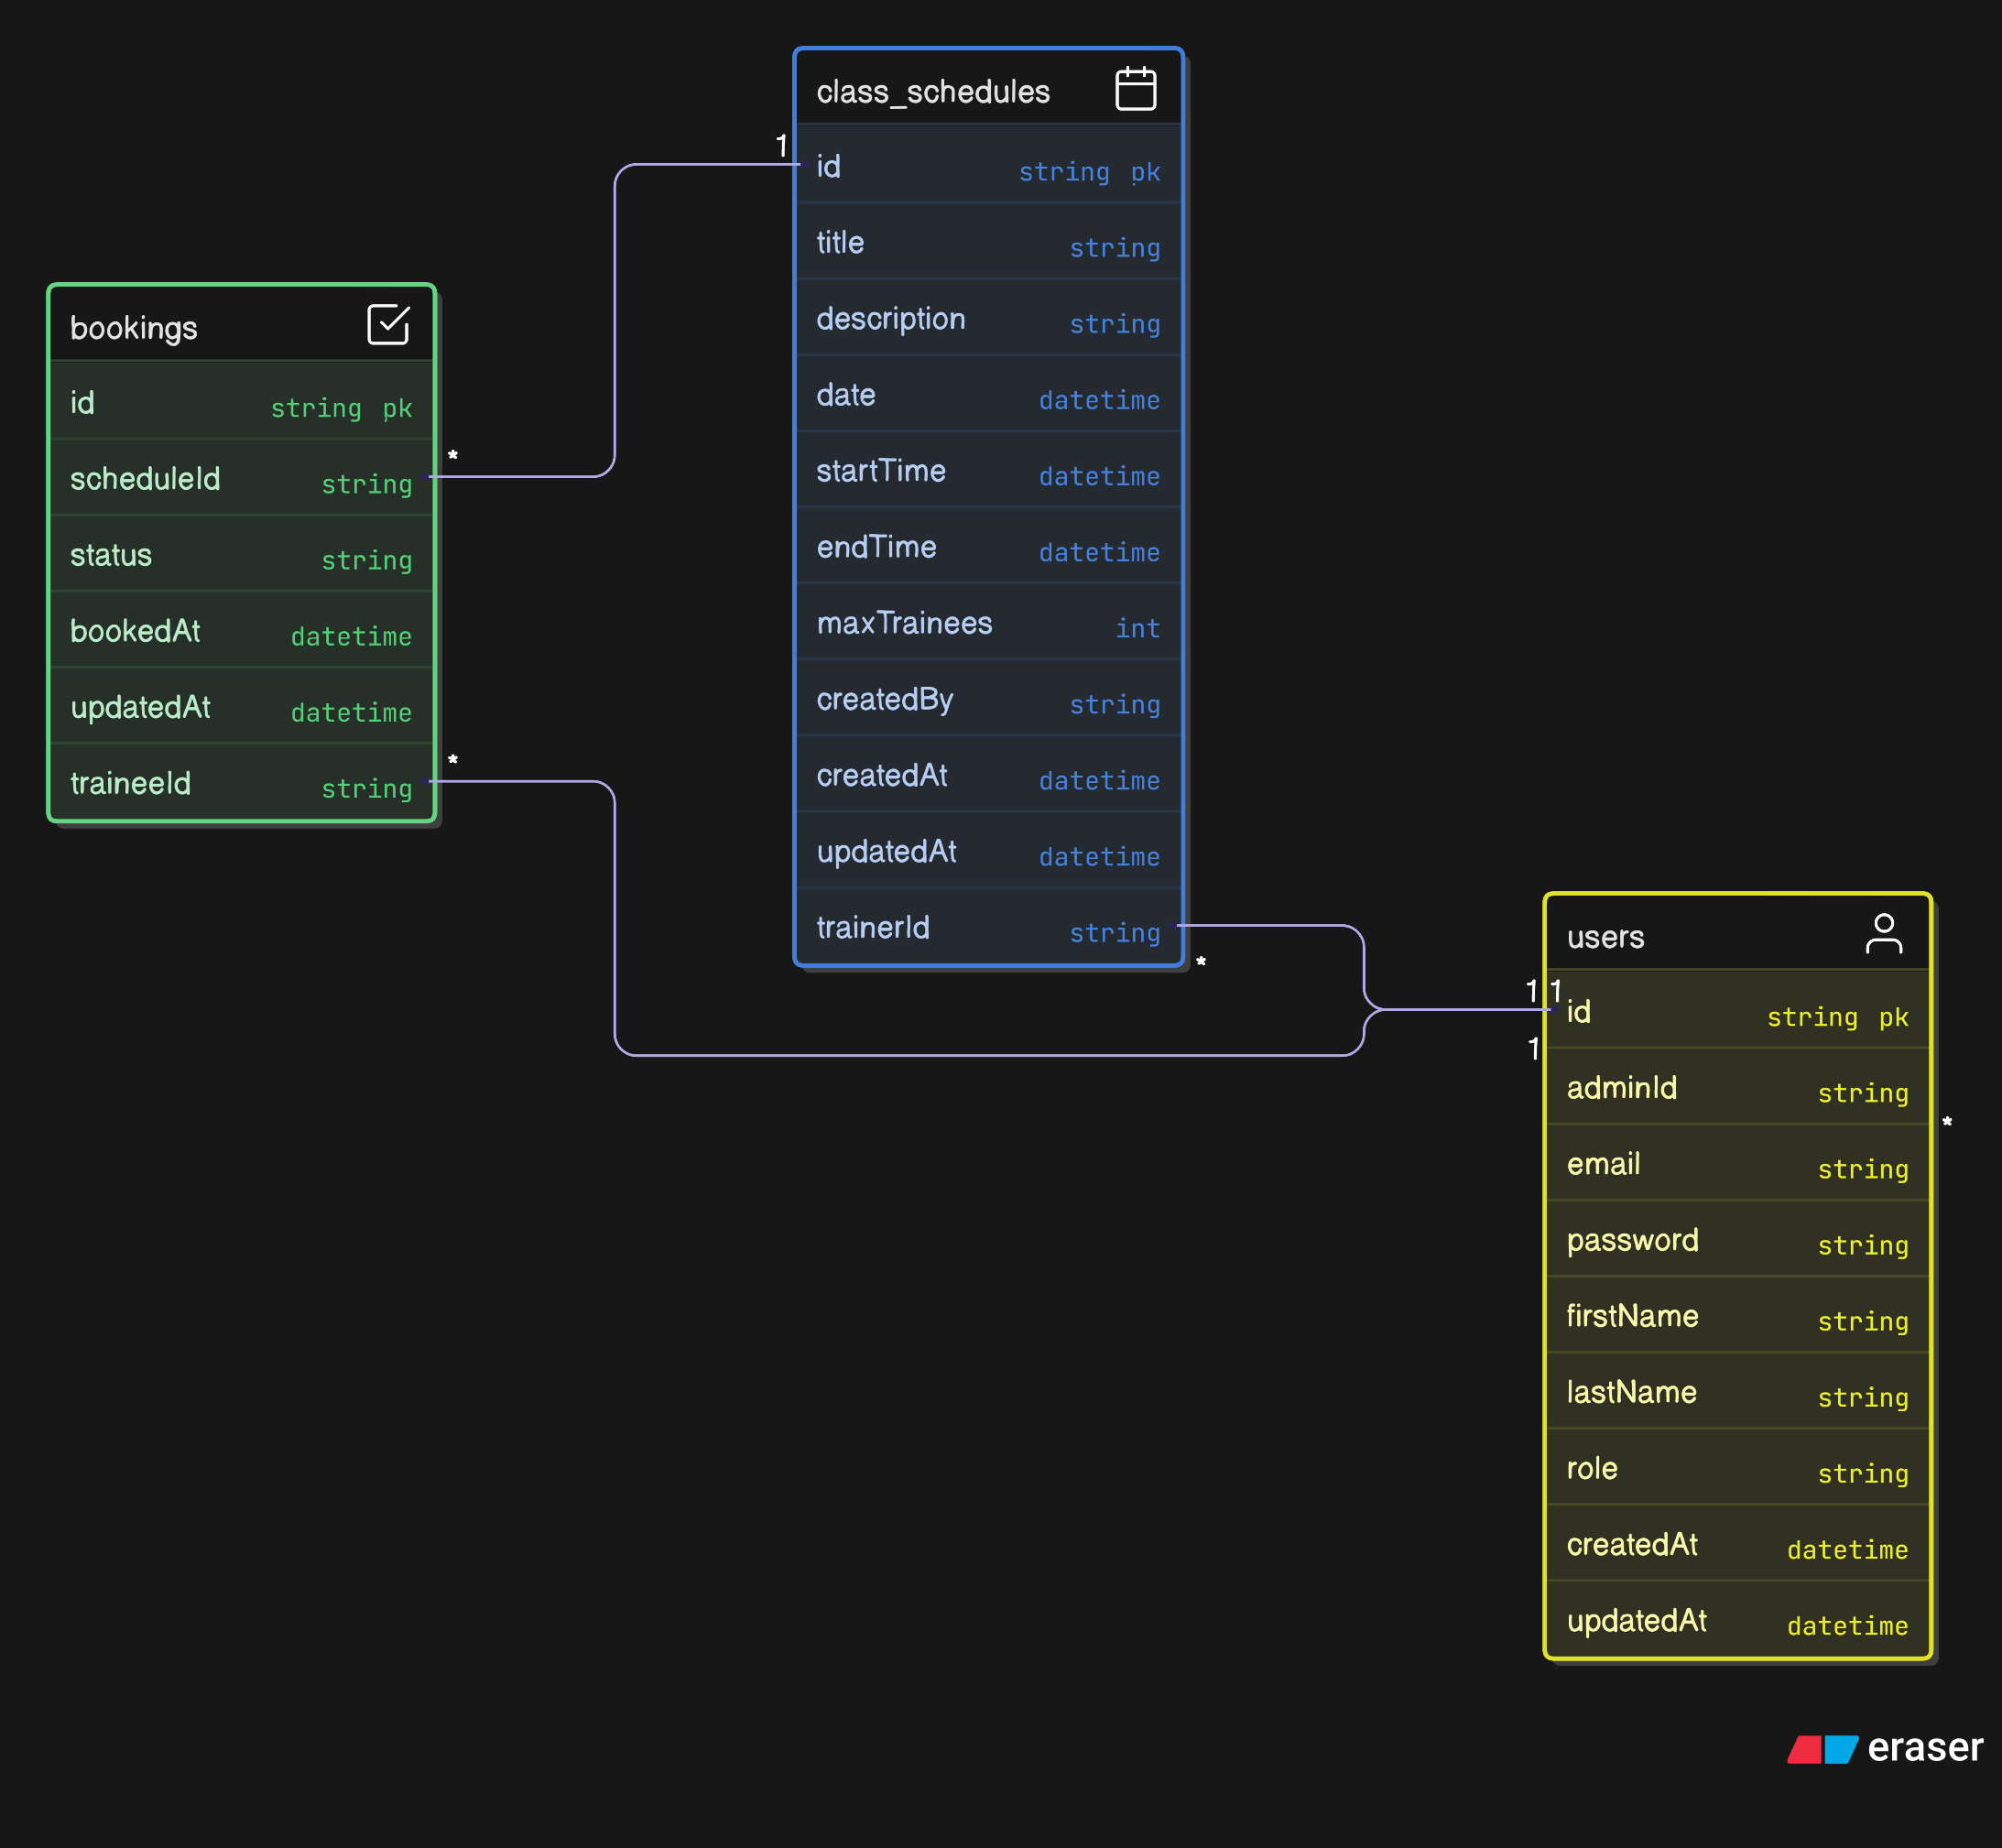 class_schedules
1
id string pk
title string
description string
date datetime
startTime datetime
endTime datetime
maxTrainees int
createdBy string
createdAt datetime
updatedAt datetime
trainerId string
*
bookings
id string pk
*
scheduleId string
status string
bookedAt datetime
updatedAt datetime
*
traineeId string
users
1 1
id string pk
1
adminId string
*
email string
password string
firstName string
lastName string
role string
createdAt datetime
updatedAt datetime
eraser